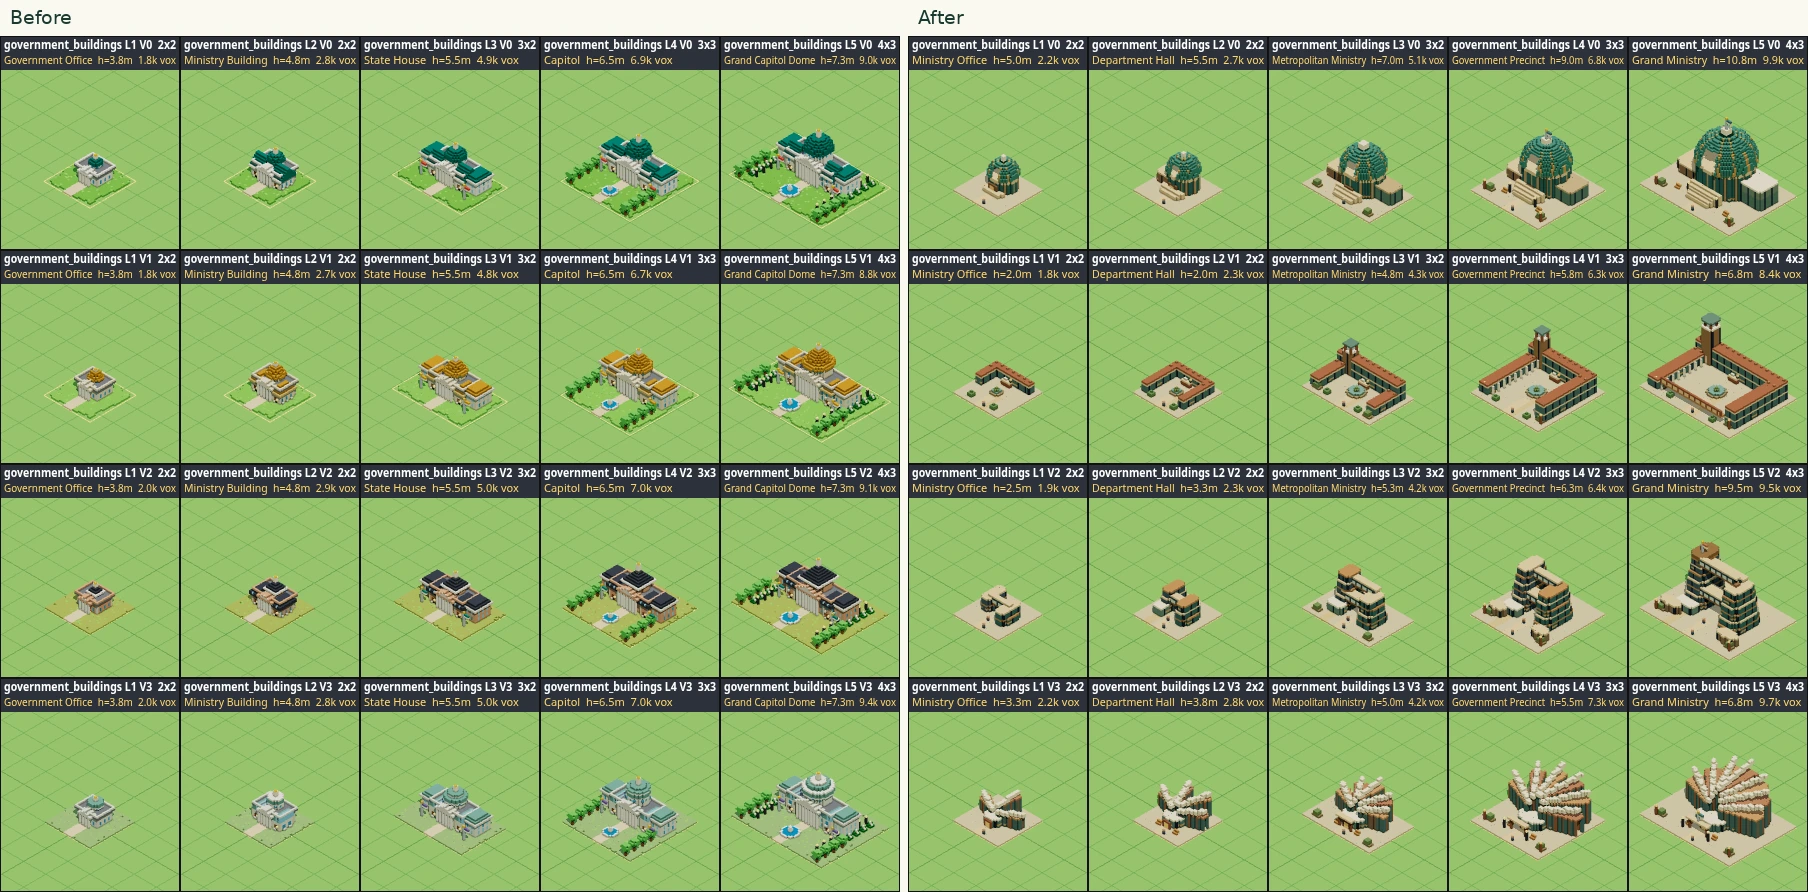 Before
After
government_buildings L1 V0 2x2
Government Office h=3.8m 1.8k vox
government_buildings L2 V0 2x2
Ministry Building h=4.8m 2.8k vox
government_buildings L3 V0 3x2
State House h=5.5m 4.9k vox
government_buildings L4 V0 3x3
Capitol h=6.5m 6.9k vox
government_buildings L5 V0 4x3
Grand Capitol Dome h=7.3m 9.0k vox
government_buildings L1 V0 2x2
Ministry Office h=5.0m 2.2k vox
government_buildings L2 V0 2x2
Department Hall h=5.5m 2.7k vox
government_buildings L3 V0 3x2
Metropolitan Ministry h=7.0m 5.1k vox
government_buildings L4 V0 3x3
Government Precinct h=9.0m 6.8k vox
government_buildings L5 V0 4x3
Grand Ministry h=10.8m 9.9k vox
government_buildings L1 V1 2x2
Government Office h=3.8m 1.8k vox
government_buildings L2 V1 2x2
Ministry Building h=4.8m 2.7k vox
government_buildings L3 V1 3x2
State House h=5.5m 4.8k vox
government_buildings L4 V1 3x3
Capitol h=6.5m 6.7k vox
government_buildings L5 V1 4x3
Grand Capitol Dome h=7.3m 8.8k vox
government_buildings L1 V1 2x2
Ministry Office h=2.0m 1.8k vox
government_buildings L2 V1 2x2
Department Hall h=2.0m 2.3k vox
government_buildings L3 V1 3x2
Metropolitan Ministry h=4.8m 4.3k vox
government_buildings L4 V1 3x3
Government Precinct h=5.8m 6.3k vox
government_buildings L5 V1 4x3
Grand Ministry h=6.8m 8.4k vox
government_buildings L1 V2 2x2
Government Office h=3.8m 2.0k vox
government_buildings L2 V2 2x2
Ministry Building h=4.8m 2.9k vox
government_buildings L3 V2 3x2
State House h=5.5m 5.0k vox
government_buildings L4 V2 3x3
Capitol h=6.5m 7.0k vox
government_buildings L5 V2 4x3
Grand Capitol Dome h=7.3m 9.1k vox
government_buildings L1 V2 2x2
Ministry Office h=2.5m 1.9k vox
government_buildings L2 V2 2x2
Department Hall h=3.3m 2.3k vox
government_buildings L3 V2 3x2
Metropolitan Ministry h=5.3m 4.2k vox
government_buildings L4 V2 3x3
Government Precinct h=6.3m 6.4k vox
government_buildings L5 V2 4x3
Grand Ministry h=9.5m 9.5k vox
government_buildings L1 V3 2x2
Government Office h=3.8m 2.0k vox
government_buildings L2 V3 2x2
Ministry Building h=4.8m 2.8k vox
government_buildings L3 V3 3x2
State House h=5.5m 5.0k vox
government_buildings L4 V3 3x3
Capitol h=6.5m 7.0k vox
government_buildings L5 V3 4x3
Grand Capitol Dome h=7.3m 9.4k vox
government_buildings L1 V3 2x2
Ministry Office h=3.3m 2.2k vox
government_buildings L2 V3 2x2
Department Hall h=3.8m 2.8k vox
government_buildings L3 V3 3x2
Metropolitan Ministry h=5.0m 4.2k vox
government_buildings L4 V3 3x3
Government Precinct h=5.5m 7.3k vox
government_buildings L5 V3 4x3
Grand Ministry h=6.8m 9.7k vox